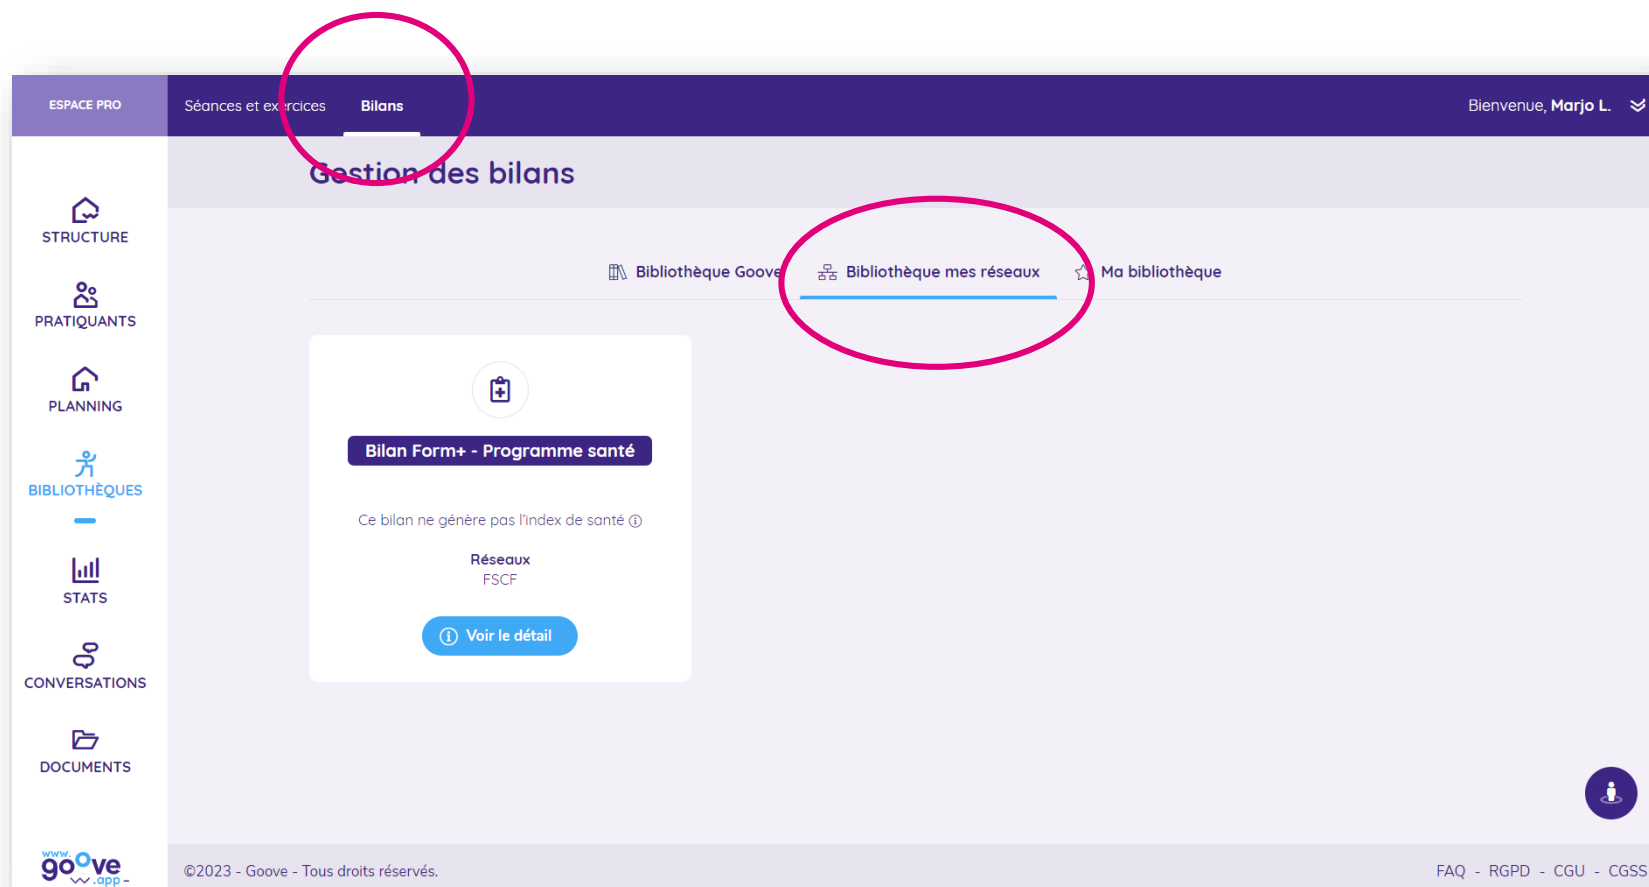 ESPACE PRO
Séances et exercices Bilans
Bienvenue, Marjo L.
Gestion des bilans
STRUCTURE
PRATIQUANTS
PLANNING
BIBLIOTHÈQUES
STATS
CONVERSATIONS
DOCUMENTS
Bibliothèque Goove Bibliothèque mes réseaux Ma bibliothèque
Bilan Form+ - Programme santé
Ce bilan ne génère pas l'index de santé
Réseaux
FSCF
Voir le détail
www.
goove
.app
©2023 - Goove - Tous droits réservés.
FAQ - RGPD - CGU - CGSS